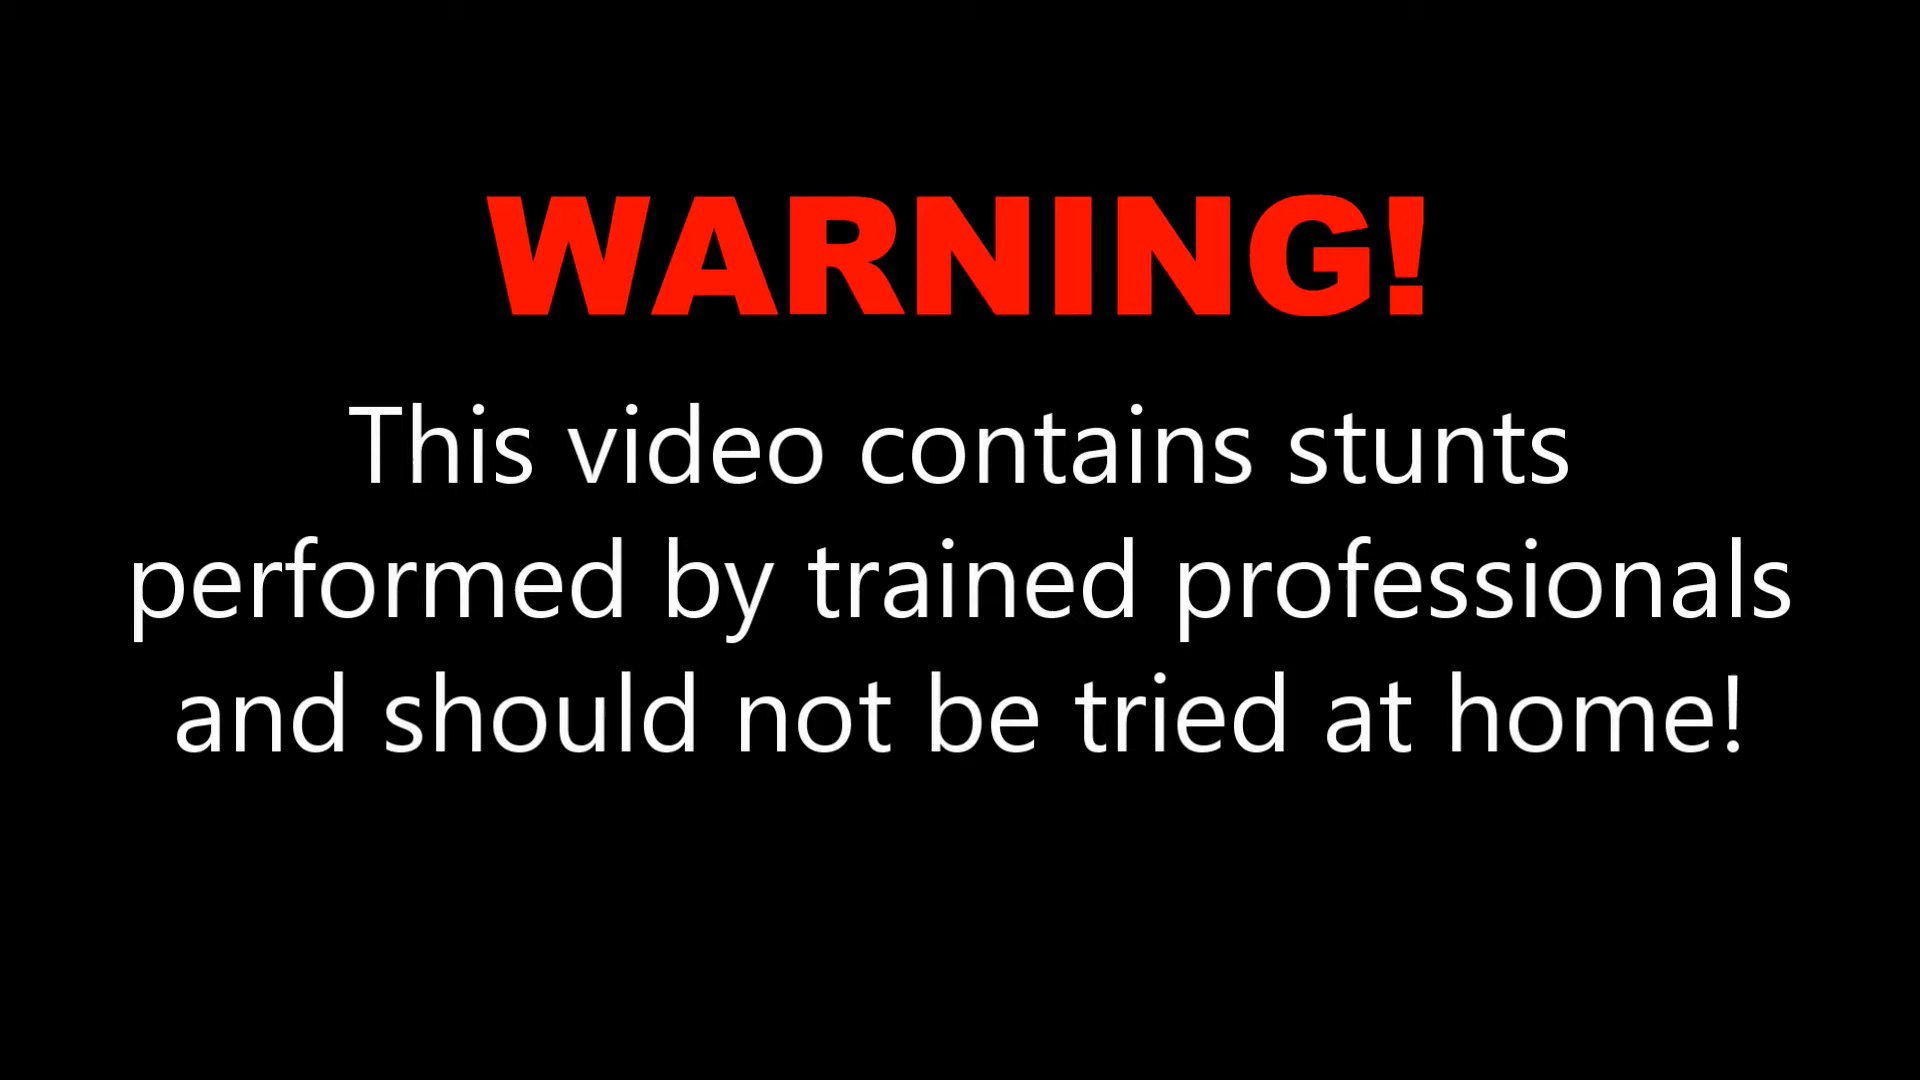 WARNING!
This video contains stunts
performed by trained professionals
and should not be tried at home!